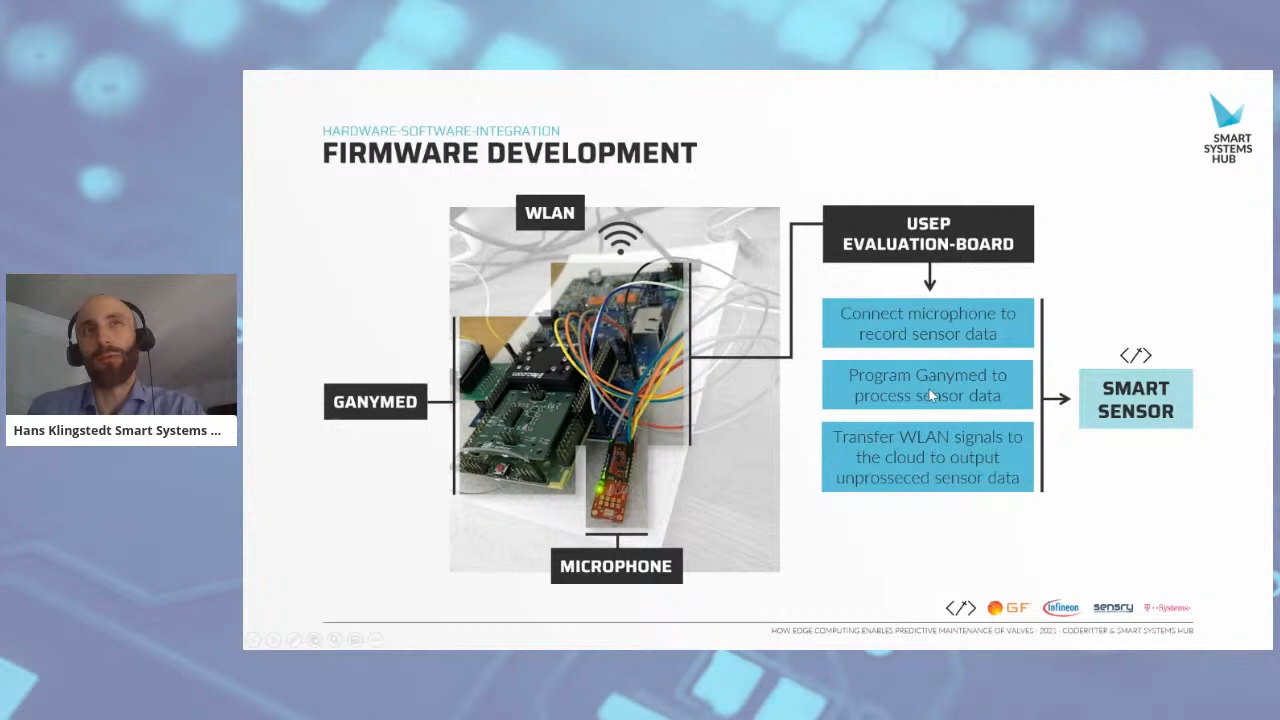 HARDWARE-SOFTWARE-INTEGRATION
FIRMWARE DEVELOPMENT
SMART
SYSTEMS
HUB
WLAN
USEP
EVALUATION-BOARD
Connect microphone to
record sensor data
Program Ganymed to
process sensor data
Transfer WLAN signals to
the cloud to output
unprosseced sensor data
</>
SMART
SENSOR
GANYMED
MICROPHONE
Hans Klingstedt Smart Systems ...
</> GF Infineon sensry T··Systems·
HOW EDGE COMPUTING ENABLES PREDICTIVE MAINTENANCE OF VALVES · 2021 · CODERITTER & SMART SYSTEMS HUB